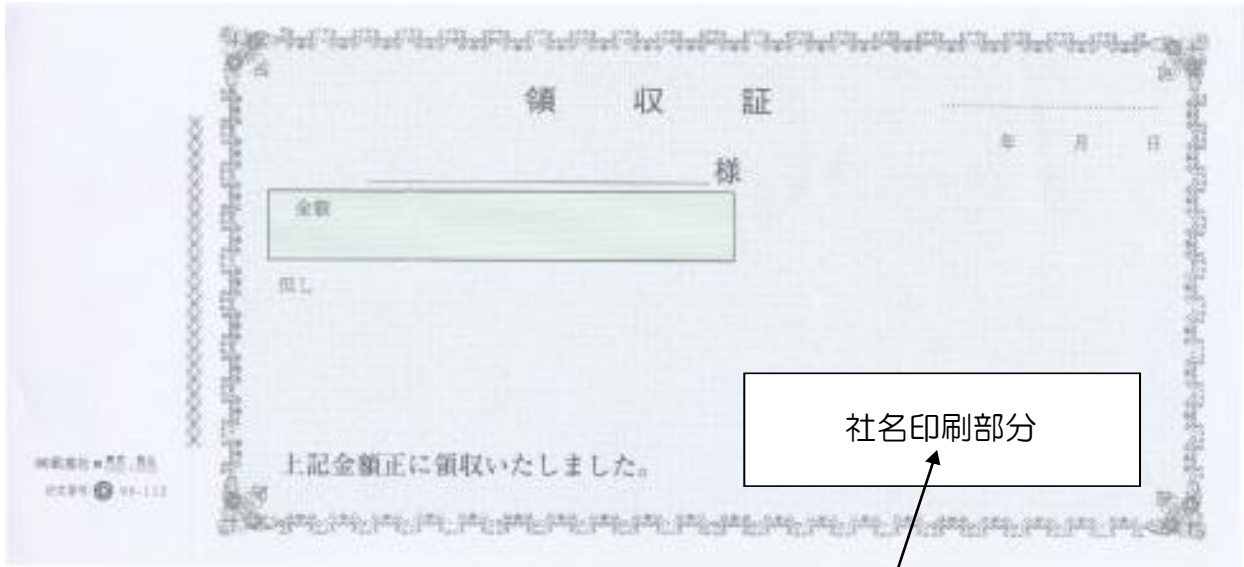 領 収 証
年 月 日
様
金額
但し
社名印刷部分
上記金額正に領収いたしました。